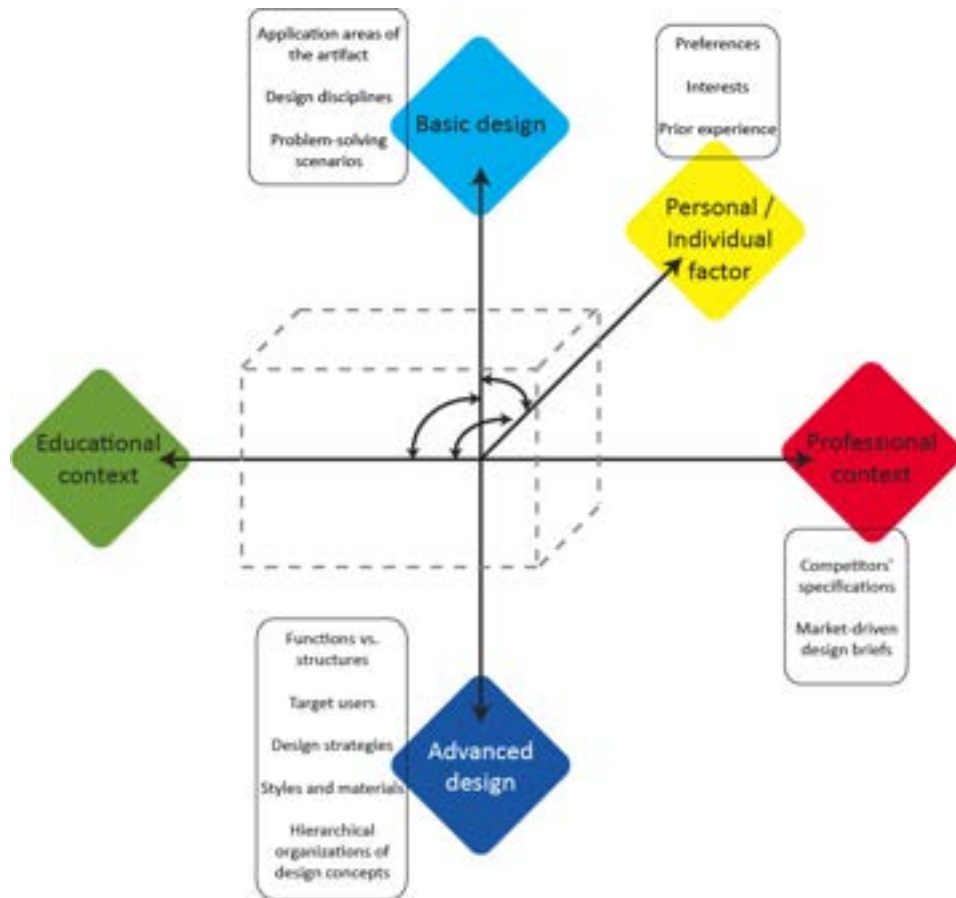 Application areas of
the artifact
Design disciplines
Problem-solving
scenarios
Basic design
Preferences
Interests
Prior experience
Personal /
Individual
factor
Educational
context
Professional
context
Competitors'
specifications
Market-driven
design briefs
Functions vs.
structures
Target users
Design strategies
Styles and materials
Hierarchical
organizations of
design concepts
Advanced
design